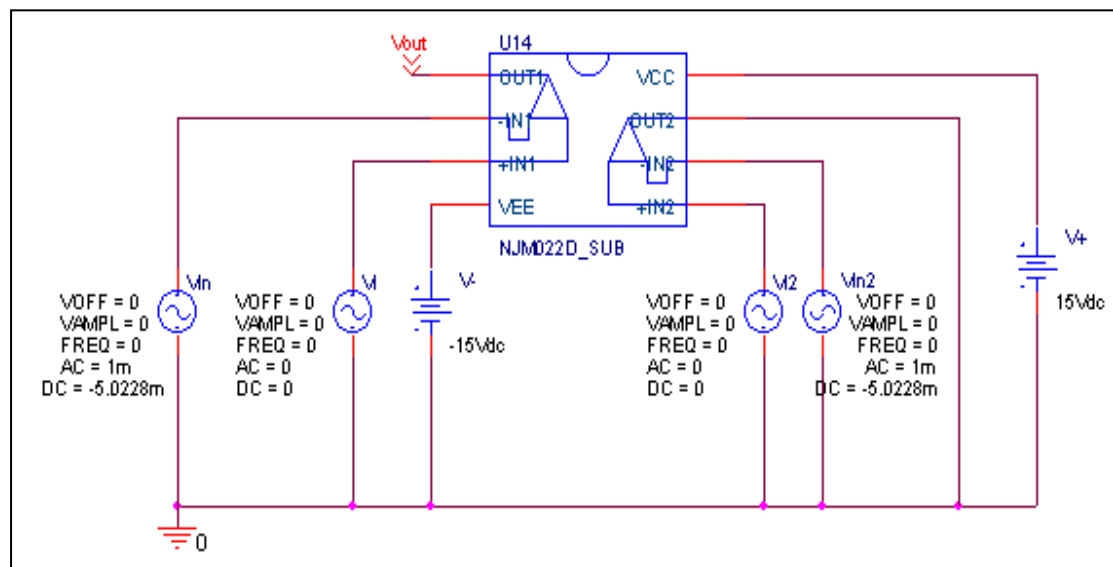 Vout
U14
OUT1
-IN1
+IN1
VEE
VCC
OUT2
-IN2
+IN2
NJM022D_SUB
Vin
VOFF = 0
VAMPL = 0
FREQ = 0
AC = 1m
DC = -5.0228m
Vi
VOFF = 0
VAMPL = 0
FREQ = 0
AC = 0
DC = 0
V-
-15Vdc
Vi2
VOFF = 0
VAMPL = 0
FREQ = 0
AC = 0
DC = 0
Vin2
VOFF = 0
VAMPL = 0
FREQ = 0
AC = 1m
DC = -5.0228m
V+
15Vdc
0